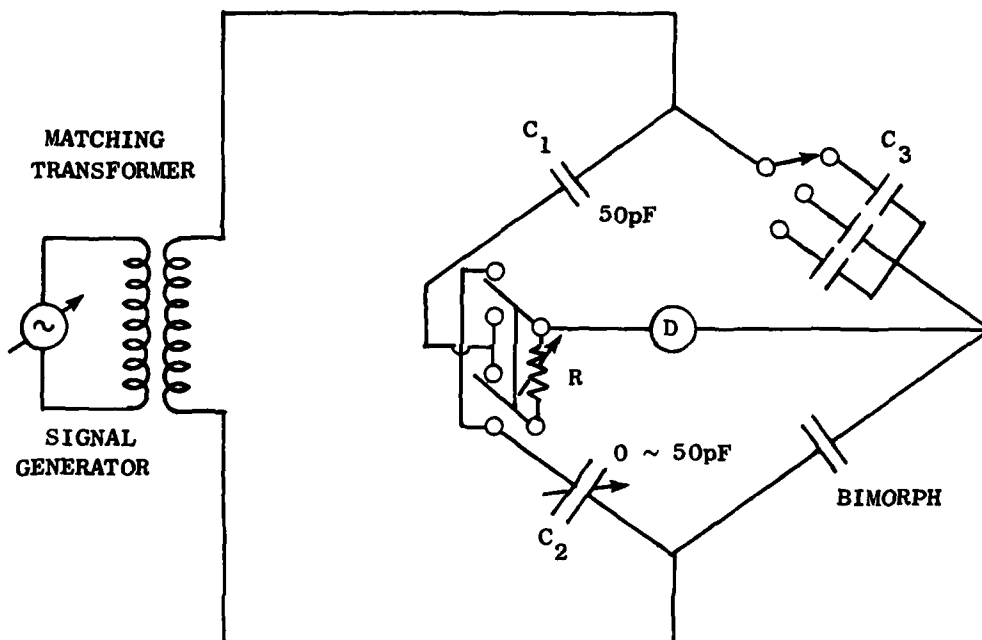 MATCHING
TRANSFORMER
SIGNAL
GENERATOR
C1
50pF
C3
D
R
0 ~ 50pF
C2
BIMORPH